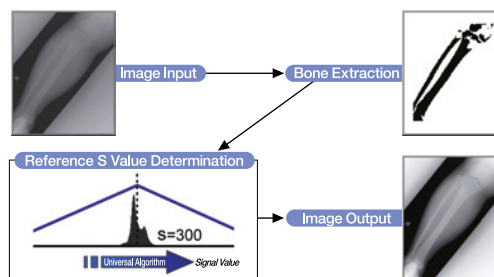 Image Input
Bone Extraction
Reference S Value Determination
s=300
Universal Algorithm
Signal Value
Image Output